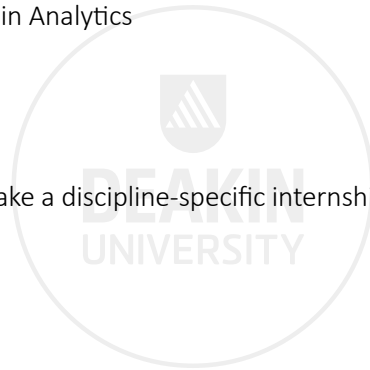 in Analytics
DEAKIN
ake a discipline-specific internsh
UNIVERSITY